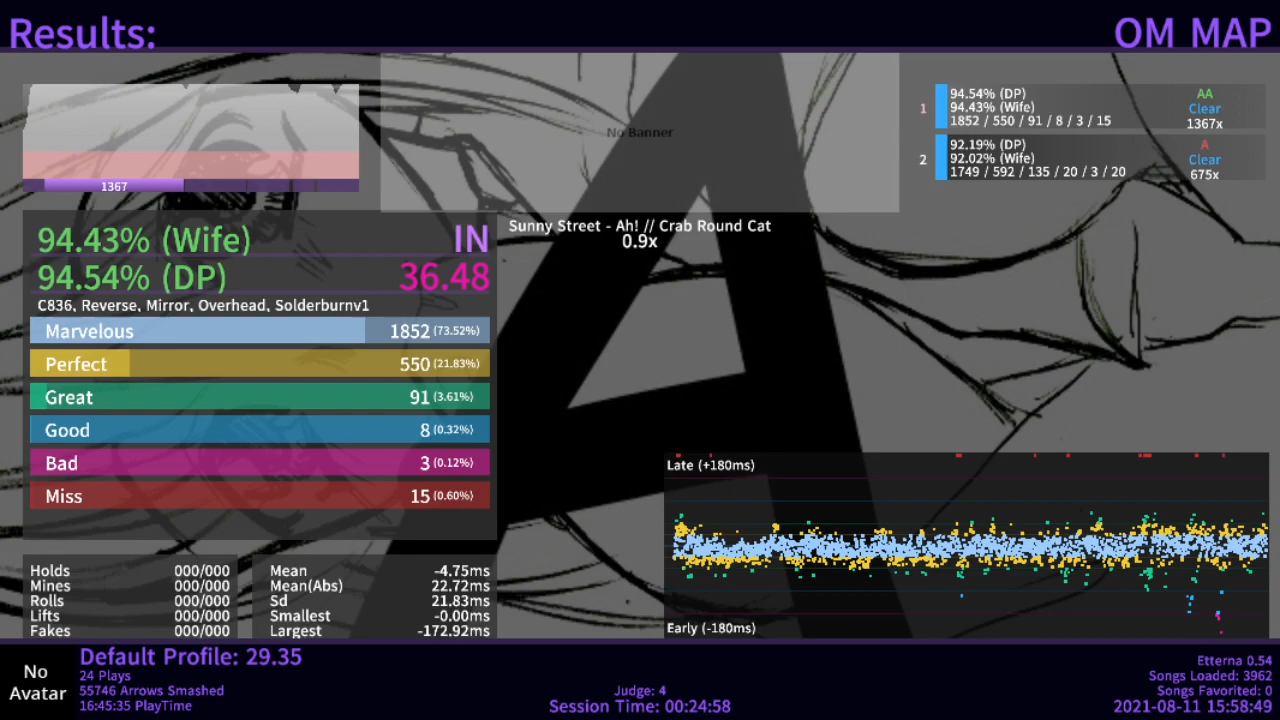 Results:
OM MAP
1367
No Banner
1
94.54% (DP)
AA
94.43% (Wife)
Clear
1852 / 550 / 91 / 8 / 3 / 15
1367x
2
92.19% (DP)
A
92.02% (Wife)
Clear
1749 / 592 / 135 / 20 / 3 / 20
675x
Sunny Street - Ah! // Crab Round Cat
0.9x
94.43% (Wife)
IN
94.54% (DP)
36.48
C836, Reverse, Mirror, Overhead, Solderburnv1
Marvelous 1852 (73.52%)
Perfect 550 (21.83%)
Great 91 (3.61%)
Good 8 (0.32%)
Bad 3 (0.12%)
Miss 15 (0.60%)
Holds 000/000
Mines 000/000
Rolls 000/000
Lifts 000/000
Fakes 000/000
Mean -4.75ms
Mean(Abs) 22.72ms
Sd 21.83ms
Smallest -0.00ms
Largest -172.92ms
Late (+180ms)
Early (-180ms)
No
Avatar
Default Profile: 29.35
24 Plays
55746 Arrows Smashed
16:45:35 PlayTime
Judge: 4
Session Time: 00:24:58
Etterna 0.54
Songs Loaded: 3962
Songs Favorited: 0
2021-08-11 15:58:49